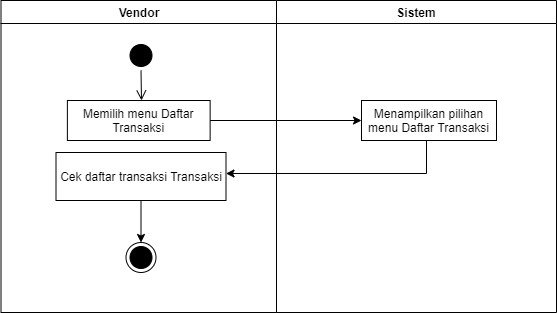 Vendor
Sistem
Memilih menu Daftar
Transaksi
Menampilkan pilihan
menu Daftar Transaksi
Cek daftar transaksi Transaksi